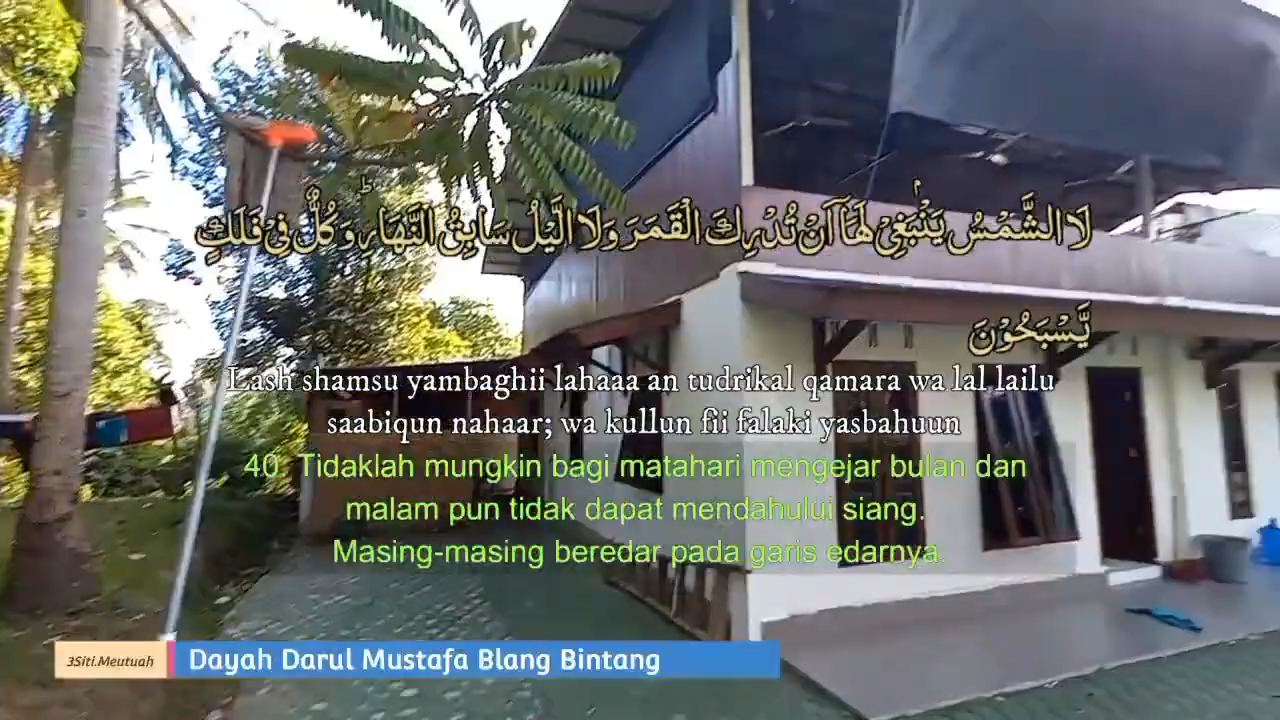 لَا الشَّمْسُ يَنْۢبَغِيْ لَهَآ اَنْ تُدْرِكَ الْقَمَرَ وَلَا الَّيْلُ سَابِقُ النَّهَارِ ۗ وَكُلٌّ فِيْ فَلَكٍ
يَّسْبَحُوْنَ
Lash shamsu yambaghii lahaaa an tudrikal qamara wa lal lailu
saabiqun nahaar; wa kullun fii falaki yasbahuun
40. Tidaklah mungkin bagi matahari mengejar bulan dan
malam pun tidak dapat mendahului siang.
Masing-masing beredar pada garis edarnya.
3Siti.Meutuah
Dayah Darul Mustafa Blang Bintang